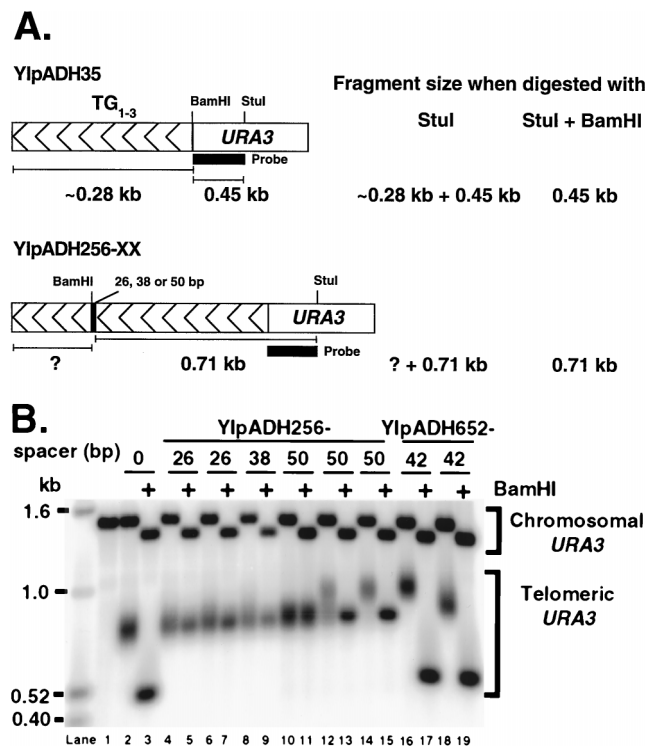 A.
YIpADH35
Fragment size when digested with
TG1-3 BamHI StuI StuI StuI + BamHI
URA3
Probe
~0.28 kb 0.45 kb ~0.28 kb + 0.45 kb 0.45 kb
YIpADH256-XX
BamHI 26, 38 or 50 bp StuI
URA3
Probe
? 0.71 kb ? + 0.71 kb 0.71 kb
B.
YIpADH256- YIpADH652-
spacer (bp) 0 26 26 38 50 50 50 42 42
kb + + + + + + + + + BamHI
1.6 Chromosomal
URA3
1.0 Telomeric
URA3
0.52
0.40
Lane 1 2 3 4 5 6 7 8 9 10 11 12 13 14 15 16 17 18 19